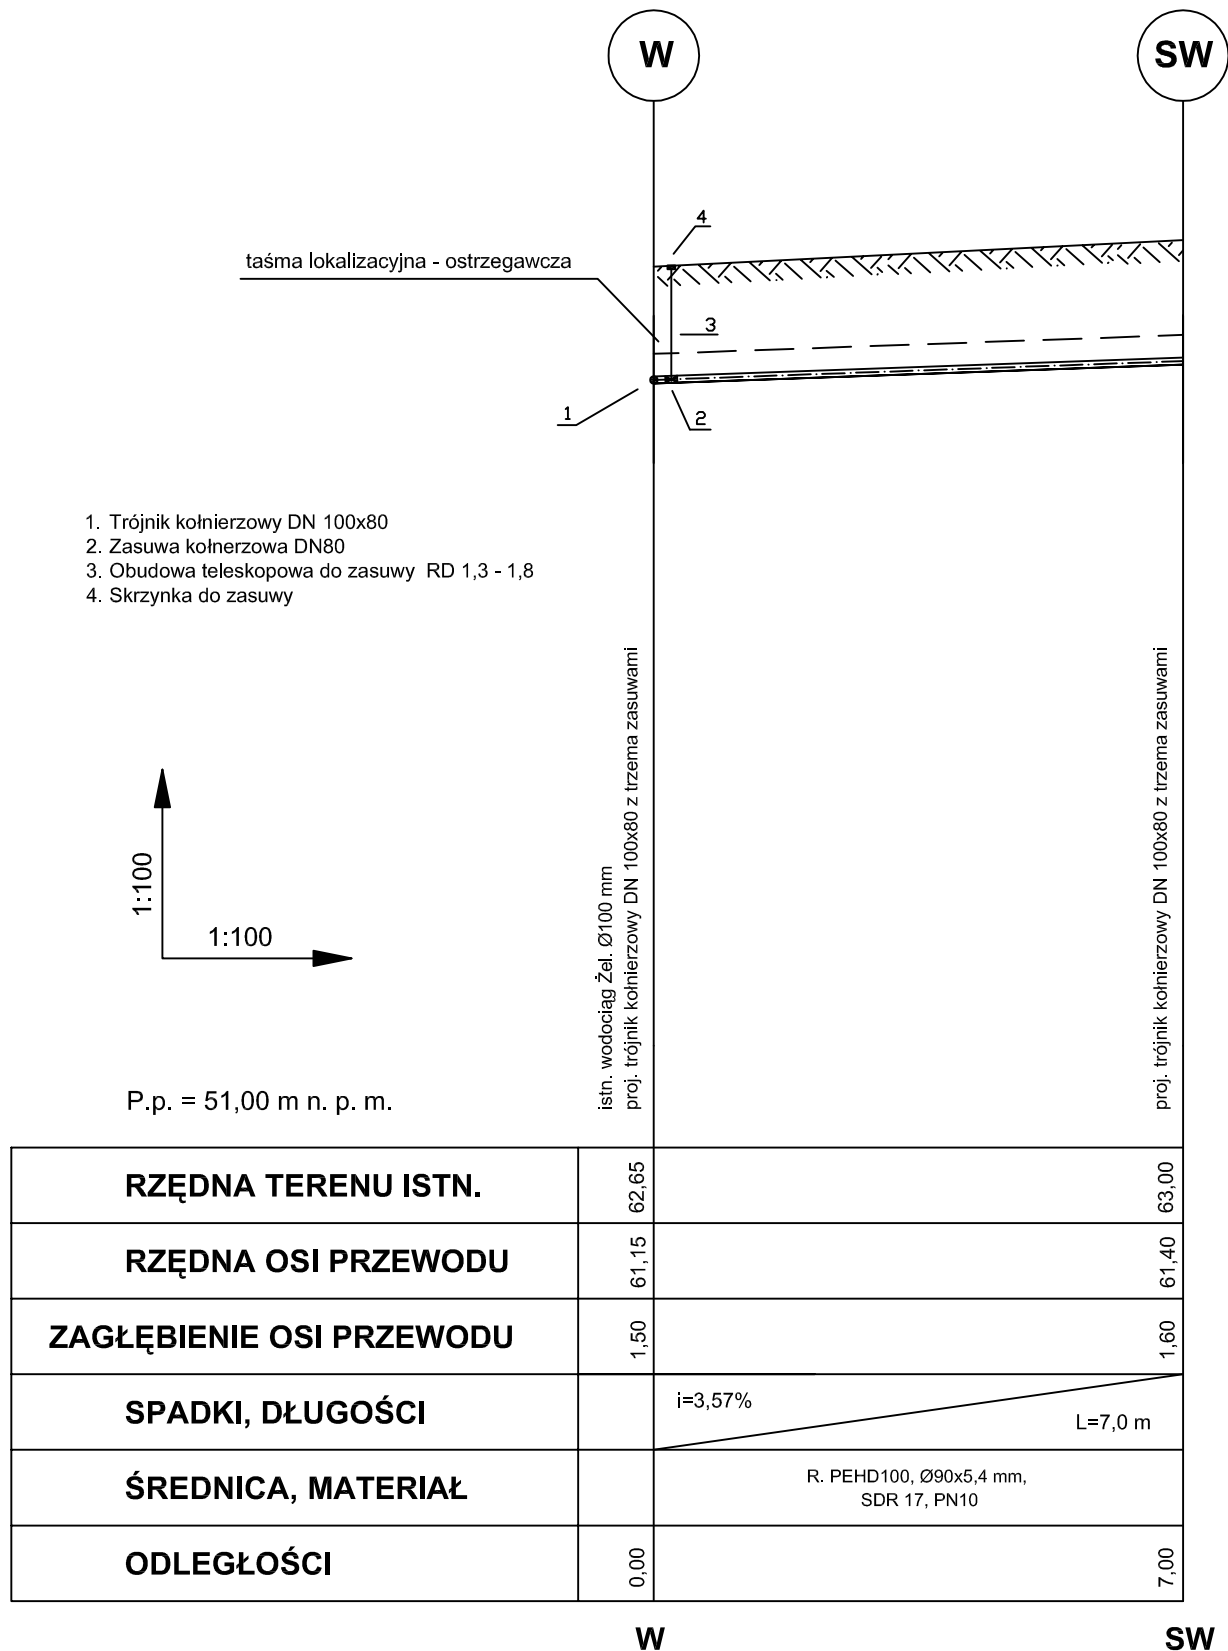 W
SW
4
taśma lokalizacyjna - ostrzegawcza
3
1
2
1. Trójnik kołnierzowy DN 100x80
2. Zasuwa kołnerzowa DN80
3. Obudowa teleskopowa do zasuwy RD 1,3 - 1,8
4. Skrzynka do zasuwy
istn. wodociąg Żel. Ø100 mm
proj. trójnik kołnierzowy DN 100x80 z trzema zasuwami
proj. trójnik kołnierzowy DN 100x80 z trzema zasuwami
1:100
1:100
P.p. = 51,00 m n. p. m.
RZĘDNA TERENU ISTN. 62,65 63,00
RZĘDNA OSI PRZEWODU 61,15 61,40
ZAGŁĘBIENIE OSI PRZEWODU 1,50 1,60
SPADKI, DŁUGOŚCI i=3,57% L=7,0 m
ŚREDNICA, MATERIAŁ R. PEHD100, Ø90x5,4 mm,
SDR 17, PN10
ODLEGŁOŚCI 0,00 7,00
W SW